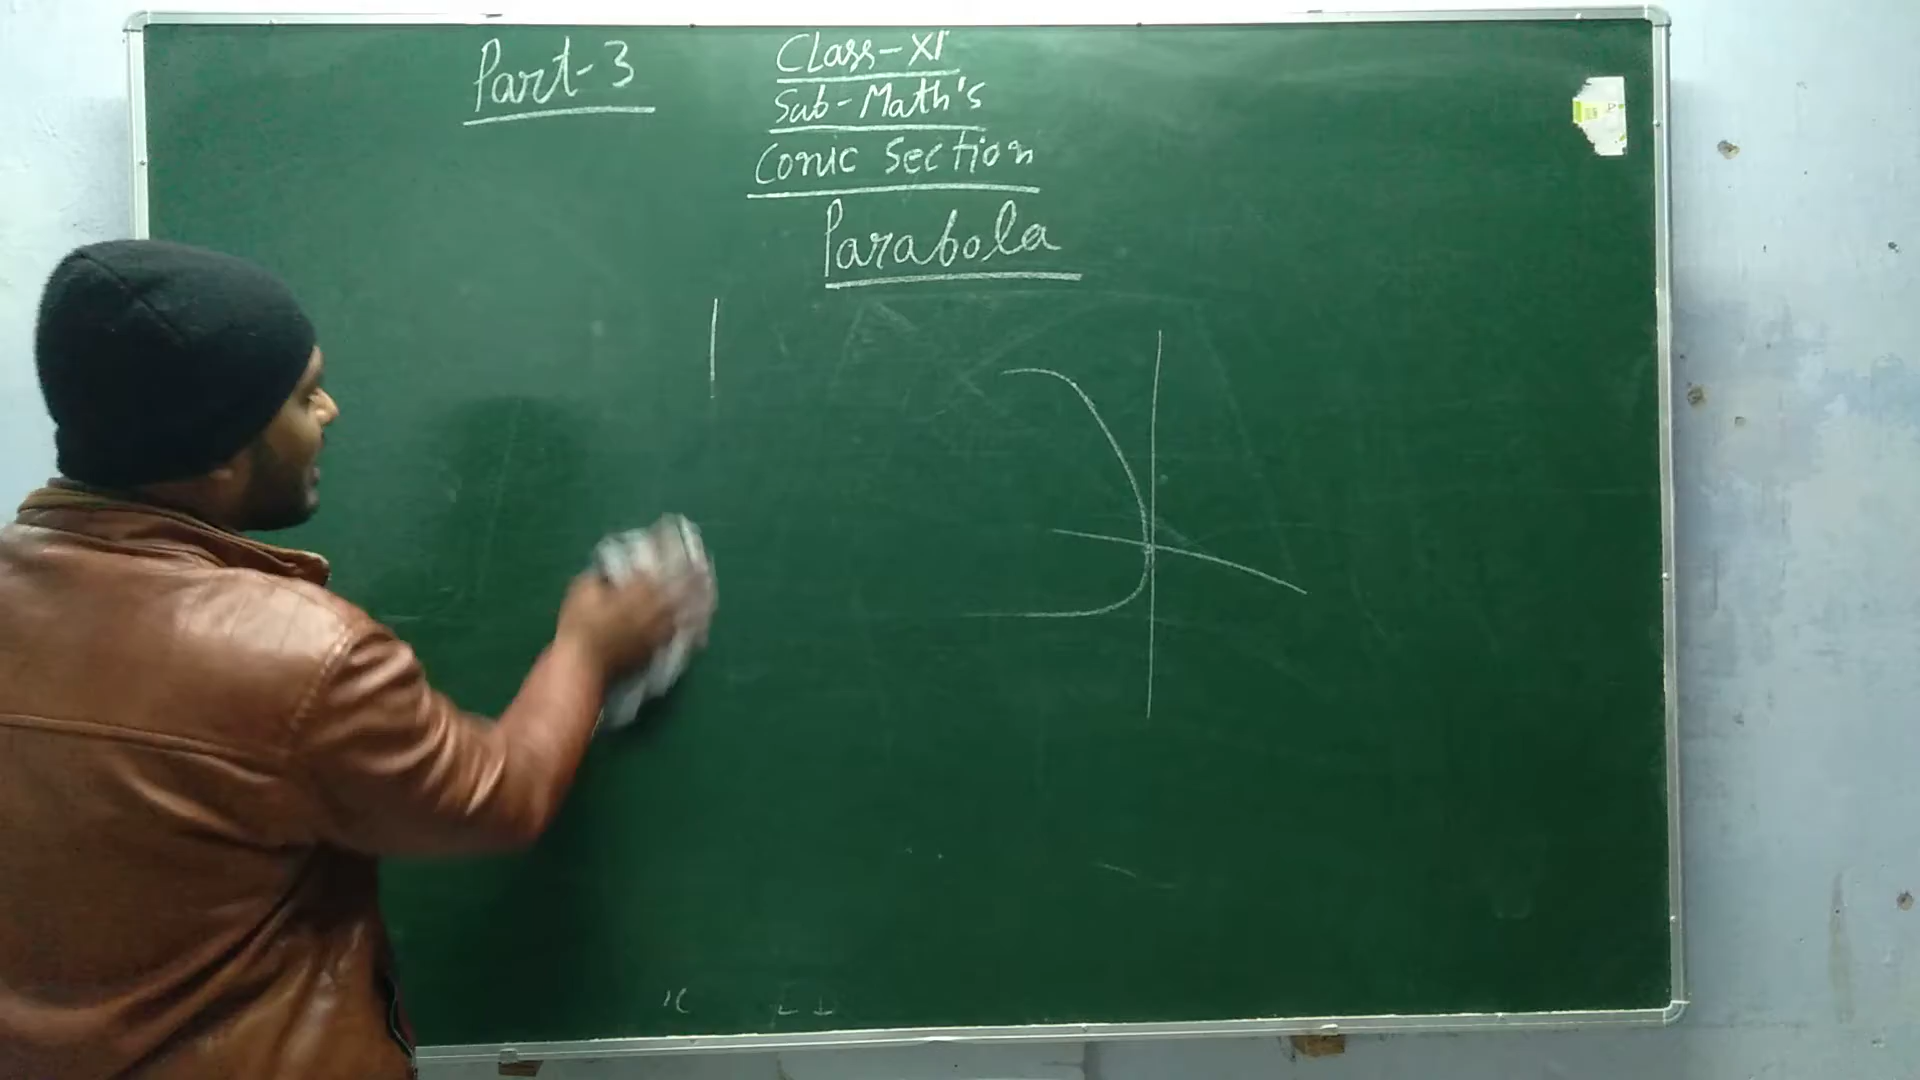 Part-3
Class-XI
Sub-Math's
Conic Section
Parabola